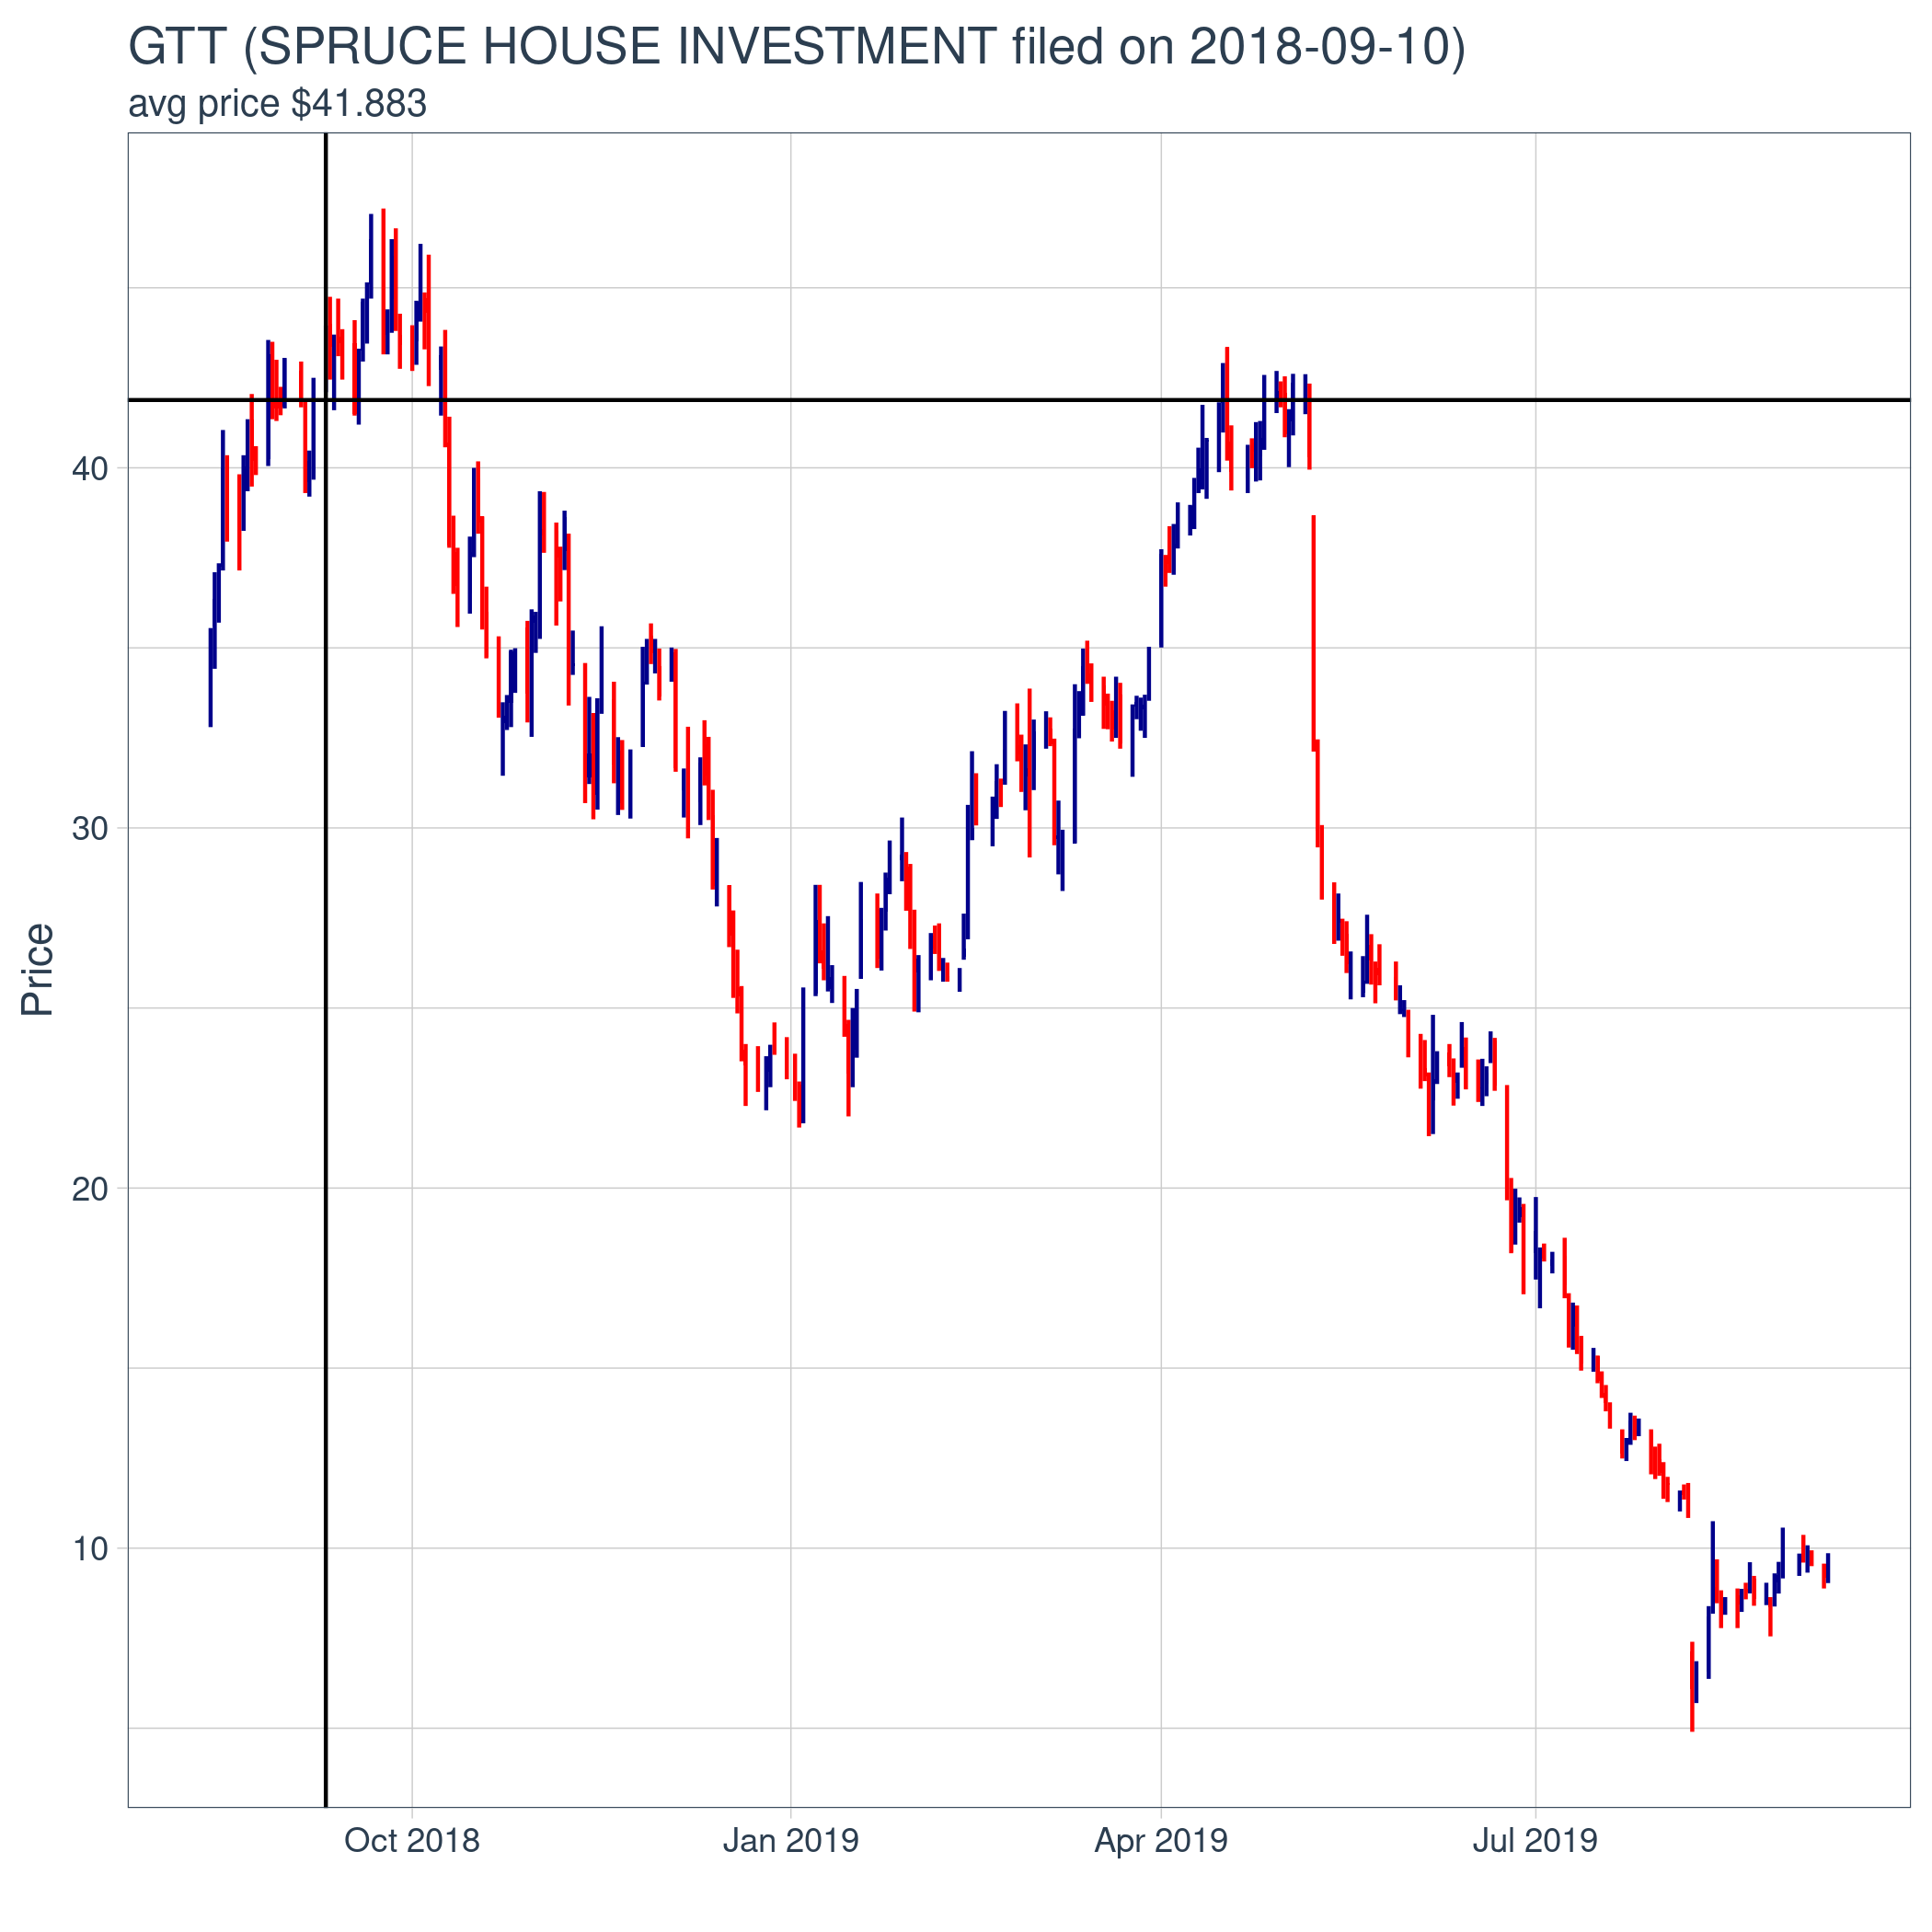 GTT (SPRUCE HOUSE INVESTMENT filed on 2018-09-10)
avg price $41.883
40
30
20
10
Price
Oct 2018
Jan 2019
Apr 2019
Jul 2019